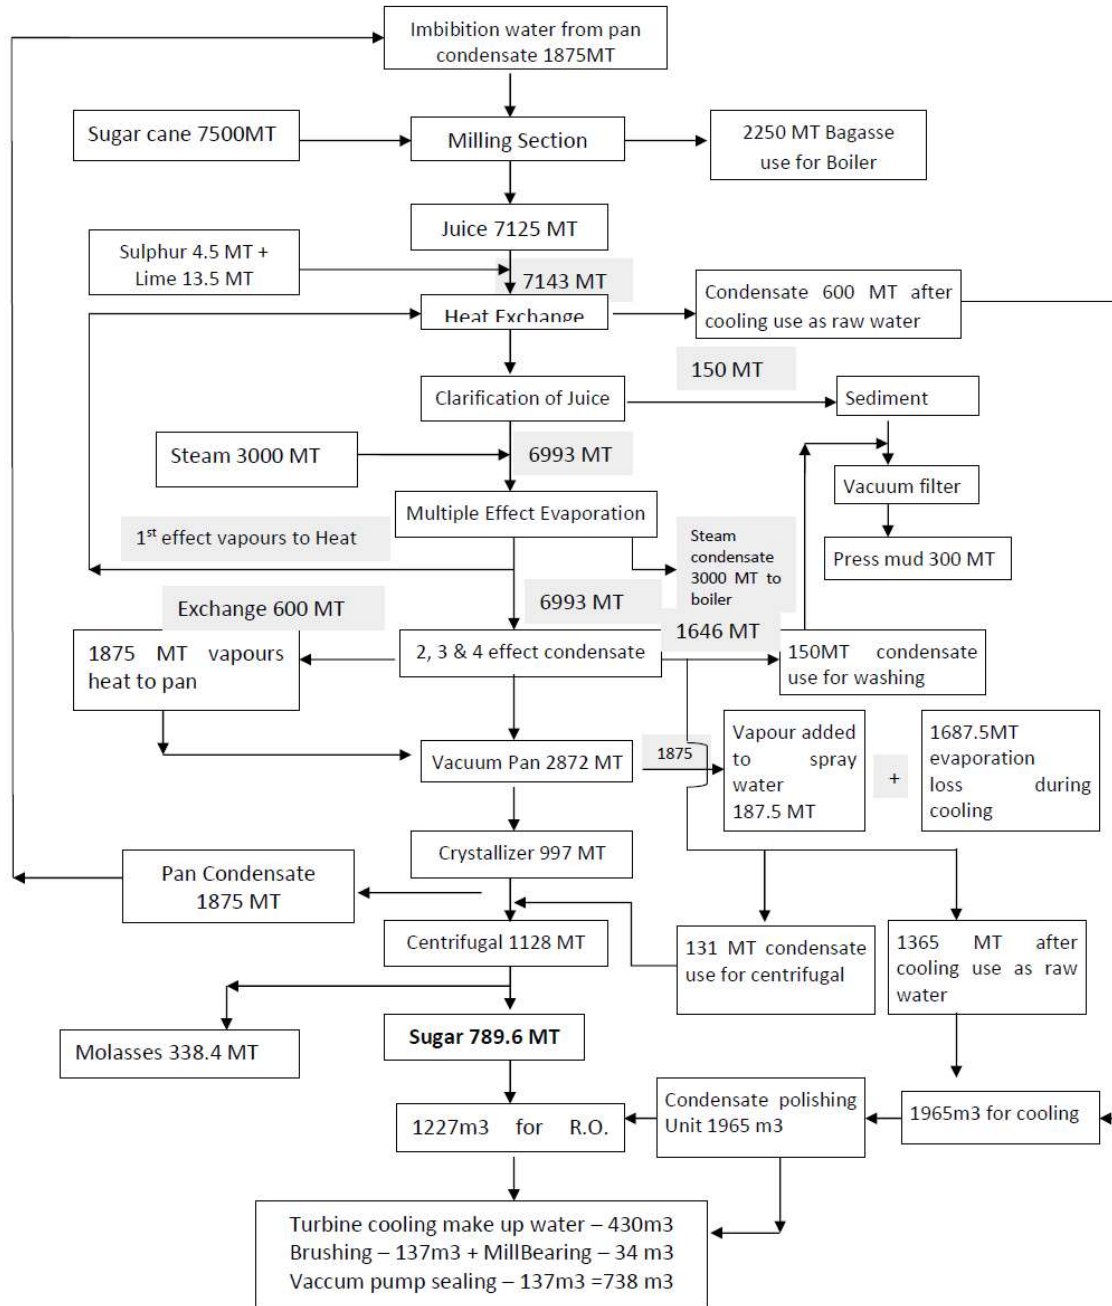 Imbibition water from pan
condensate 1875MT
Sugar cane 7500MT
Milling Section
2250 MT Bagasse
use for Boiler
Juice 7125 MT
Sulphur 4.5 MT +
Lime 13.5 MT
7143 MT
Heat Exchange
Condensate 600 MT after
cooling use as raw water
150 MT
Clarification of Juice
Sediment
Steam 3000 MT
6993 MT
Vacuum filter
Multiple Effect Evaporation
1st effect vapours to Heat
Steam
condensate
3000 MT to
boiler
Press mud 300 MT
Exchange 600 MT
6993 MT
1646 MT
1875 MT vapours
heat to pan
2, 3 & 4 effect condensate
150MT condensate
use for washing
Vacuum Pan 2872 MT
1875
Vapour added
to spray
water
187.5 MT
+
1687.5MT
evaporation
loss during
cooling
Crystallizer 997 MT
Pan Condensate
1875 MT
Centrifugal 1128 MT
131 MT condensate
use for centrifugal
1365 MT after
cooling use as raw
water
Sugar 789.6 MT
Molasses 338.4 MT
1227m3 for R.O.
Condensate polishing
Unit 1965 m3
1965m3 for cooling
Turbine cooling make up water – 430m3
Brushing – 137m3 + MillBearing – 34 m3
Vaccum pump sealing – 137m3 =738 m3